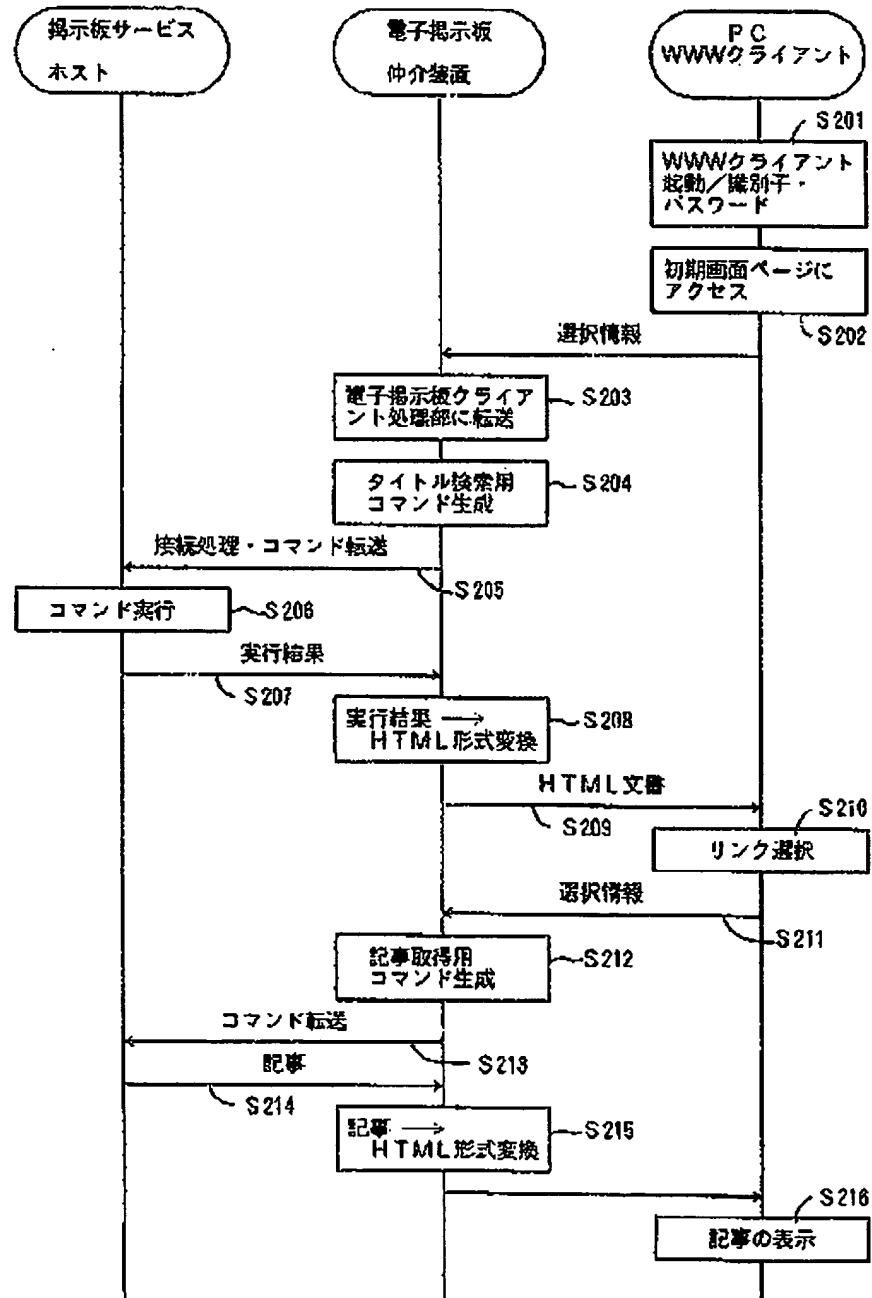 掲示板サービス
ホスト
電子掲示板
仲介装置
PC
WWWクライアント
S201
WWWクライアント
起動/識別子・
パスワード
初期画面ページに
アクセス
S202
選択情報
電子掲示板クライア
ント処理部に転送
S203
タイトル検索用
コマンド生成
S204
接続処理・コマンド転送
S205
コマンド実行
S206
実行結果
S207
実行結果 →
HTML形式変換
S208
HTML文書
S209
S210
リンク選択
選択情報
S211
記事取得用
コマンド生成
S212
コマンド転送
S213
記事
S214
記事 →
HTML形式変換
S215
S216
記事の表示